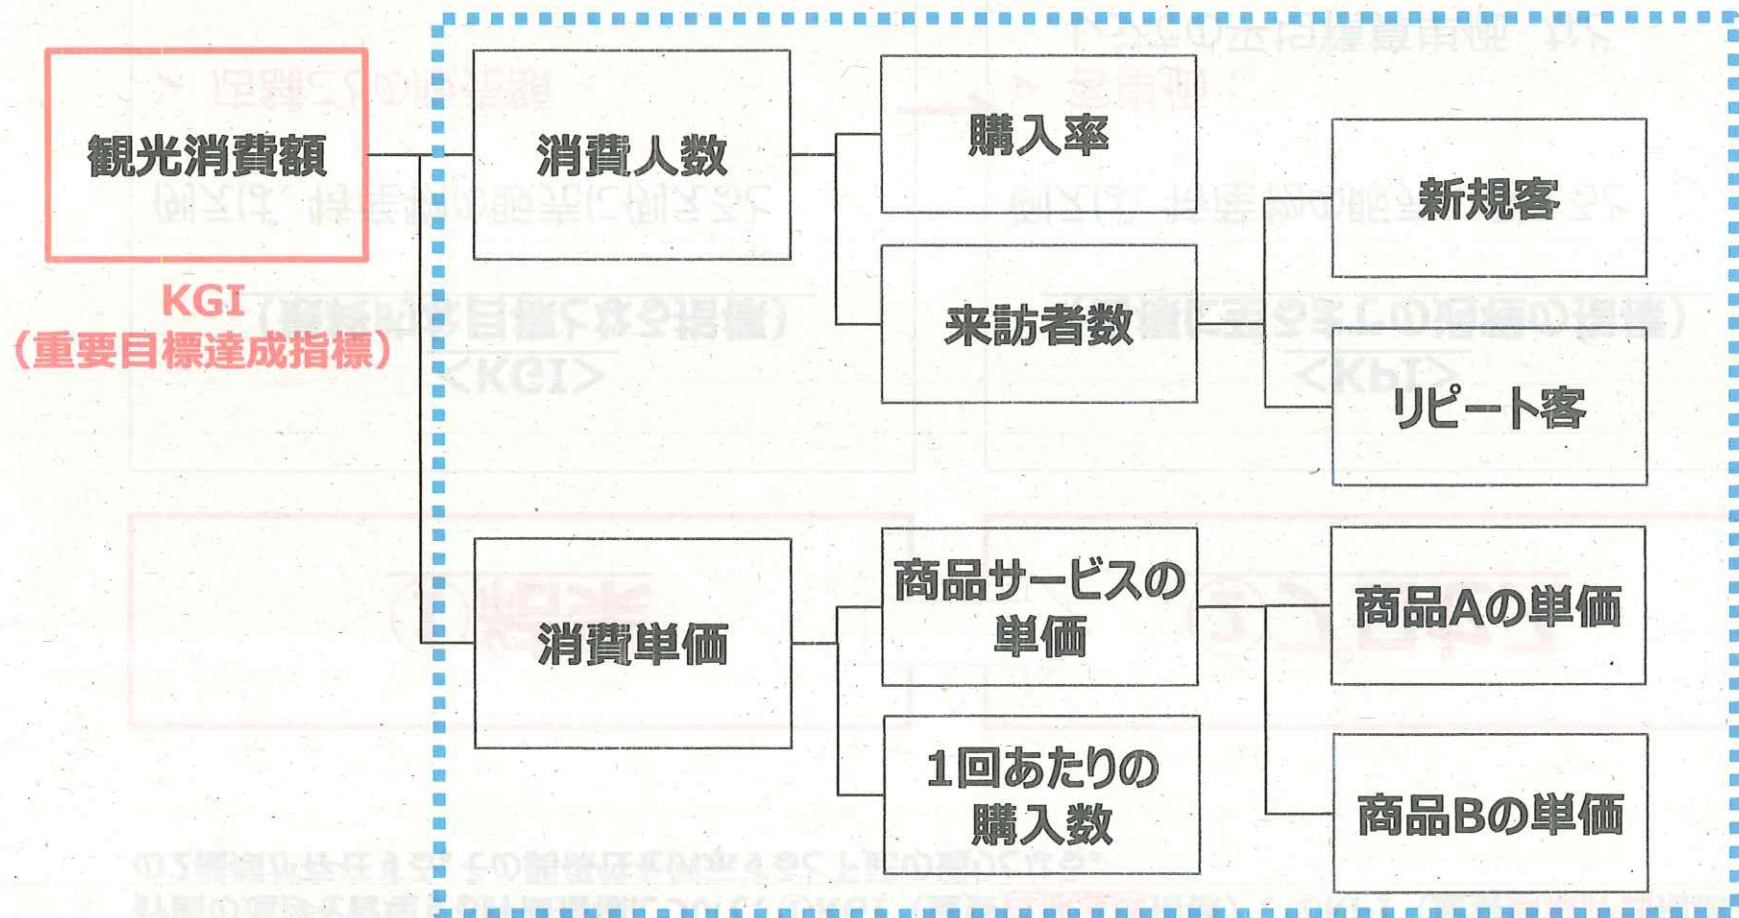 観光消費額
KGI
（重要目標達成指標）
消費人数
購入率
来訪者数
新規客
リピート客
消費単価
商品サービスの
単価
1回あたりの
購入数
商品Aの単価
商品Bの単価